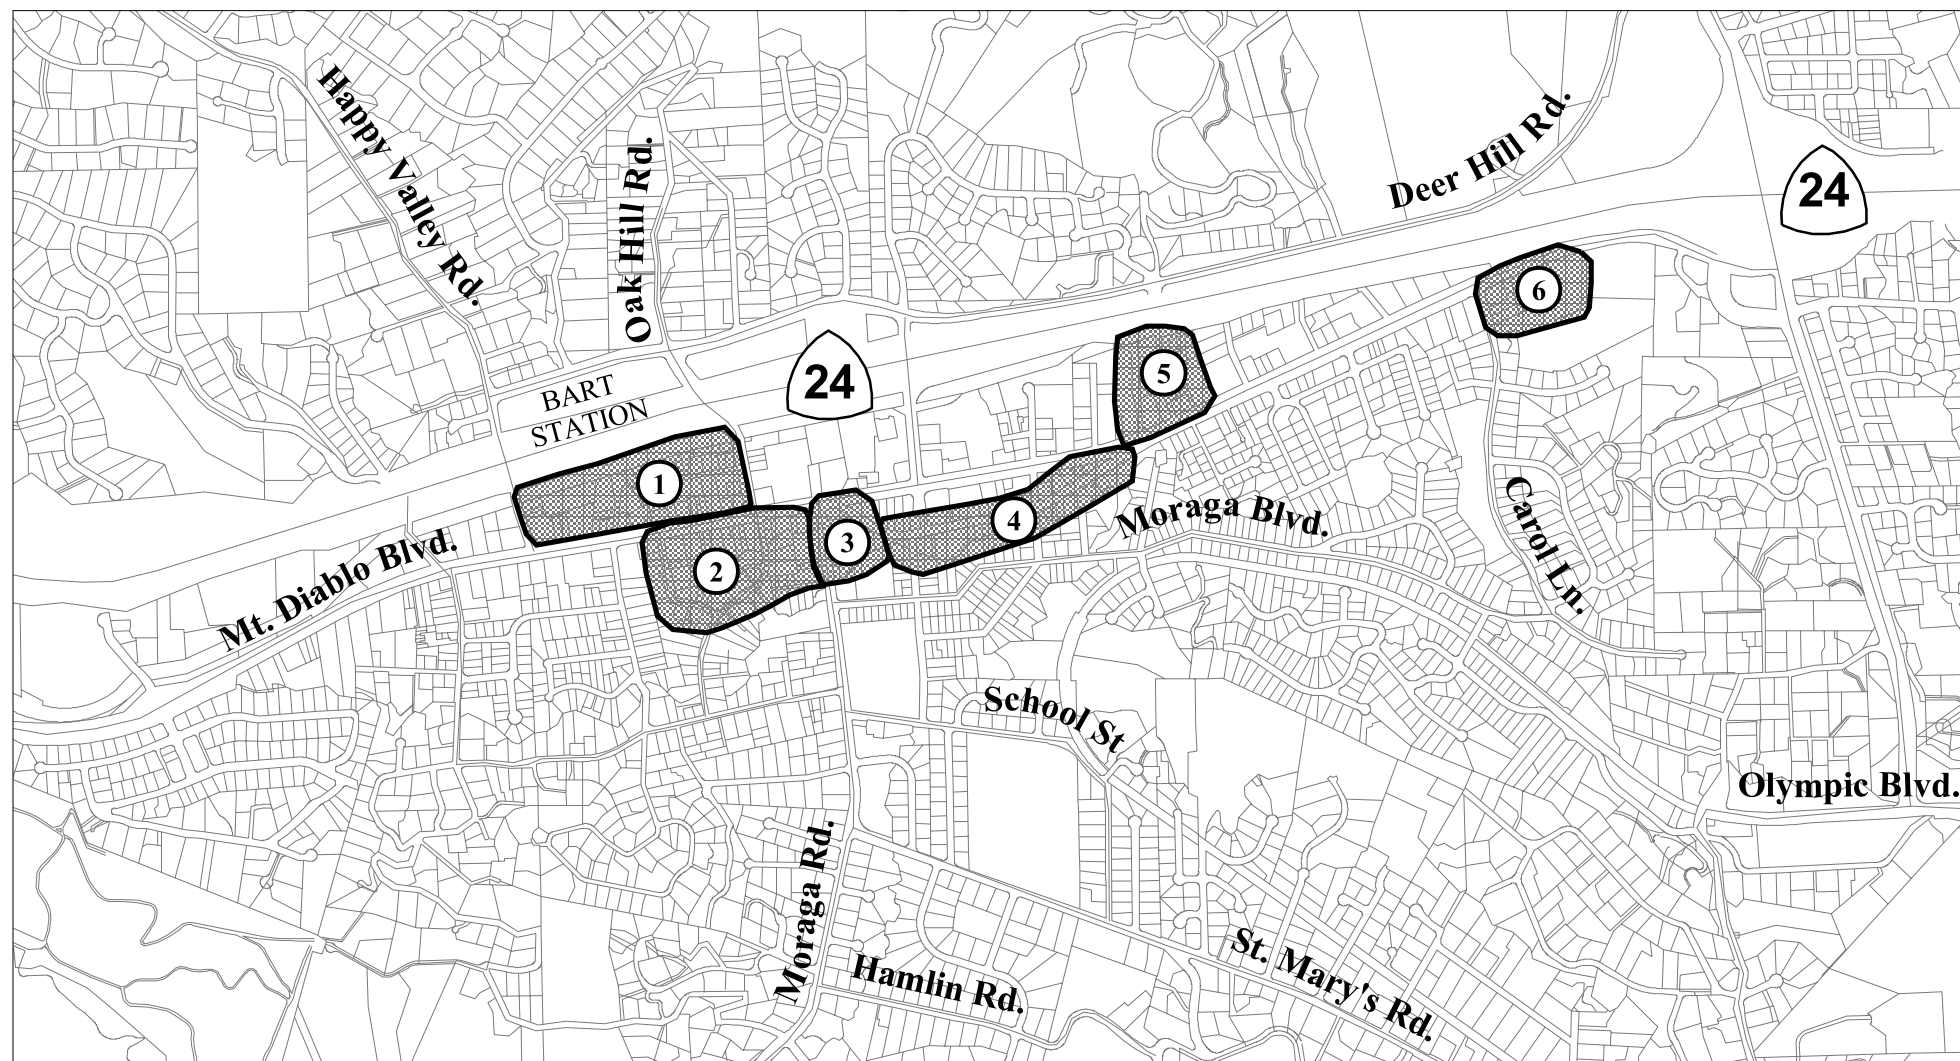 Happy Valley Rd.
Oak Hill Rd.
Deer Hill Rd.
24
24
BART
STATION
6
5
1
4
3
2
Mt. Diablo Blvd.
Moraga Blvd.
Carol Ln.
School St
Olympic Blvd.
Moraga Rd.
Hamlin Rd.
St. Mary's Rd.